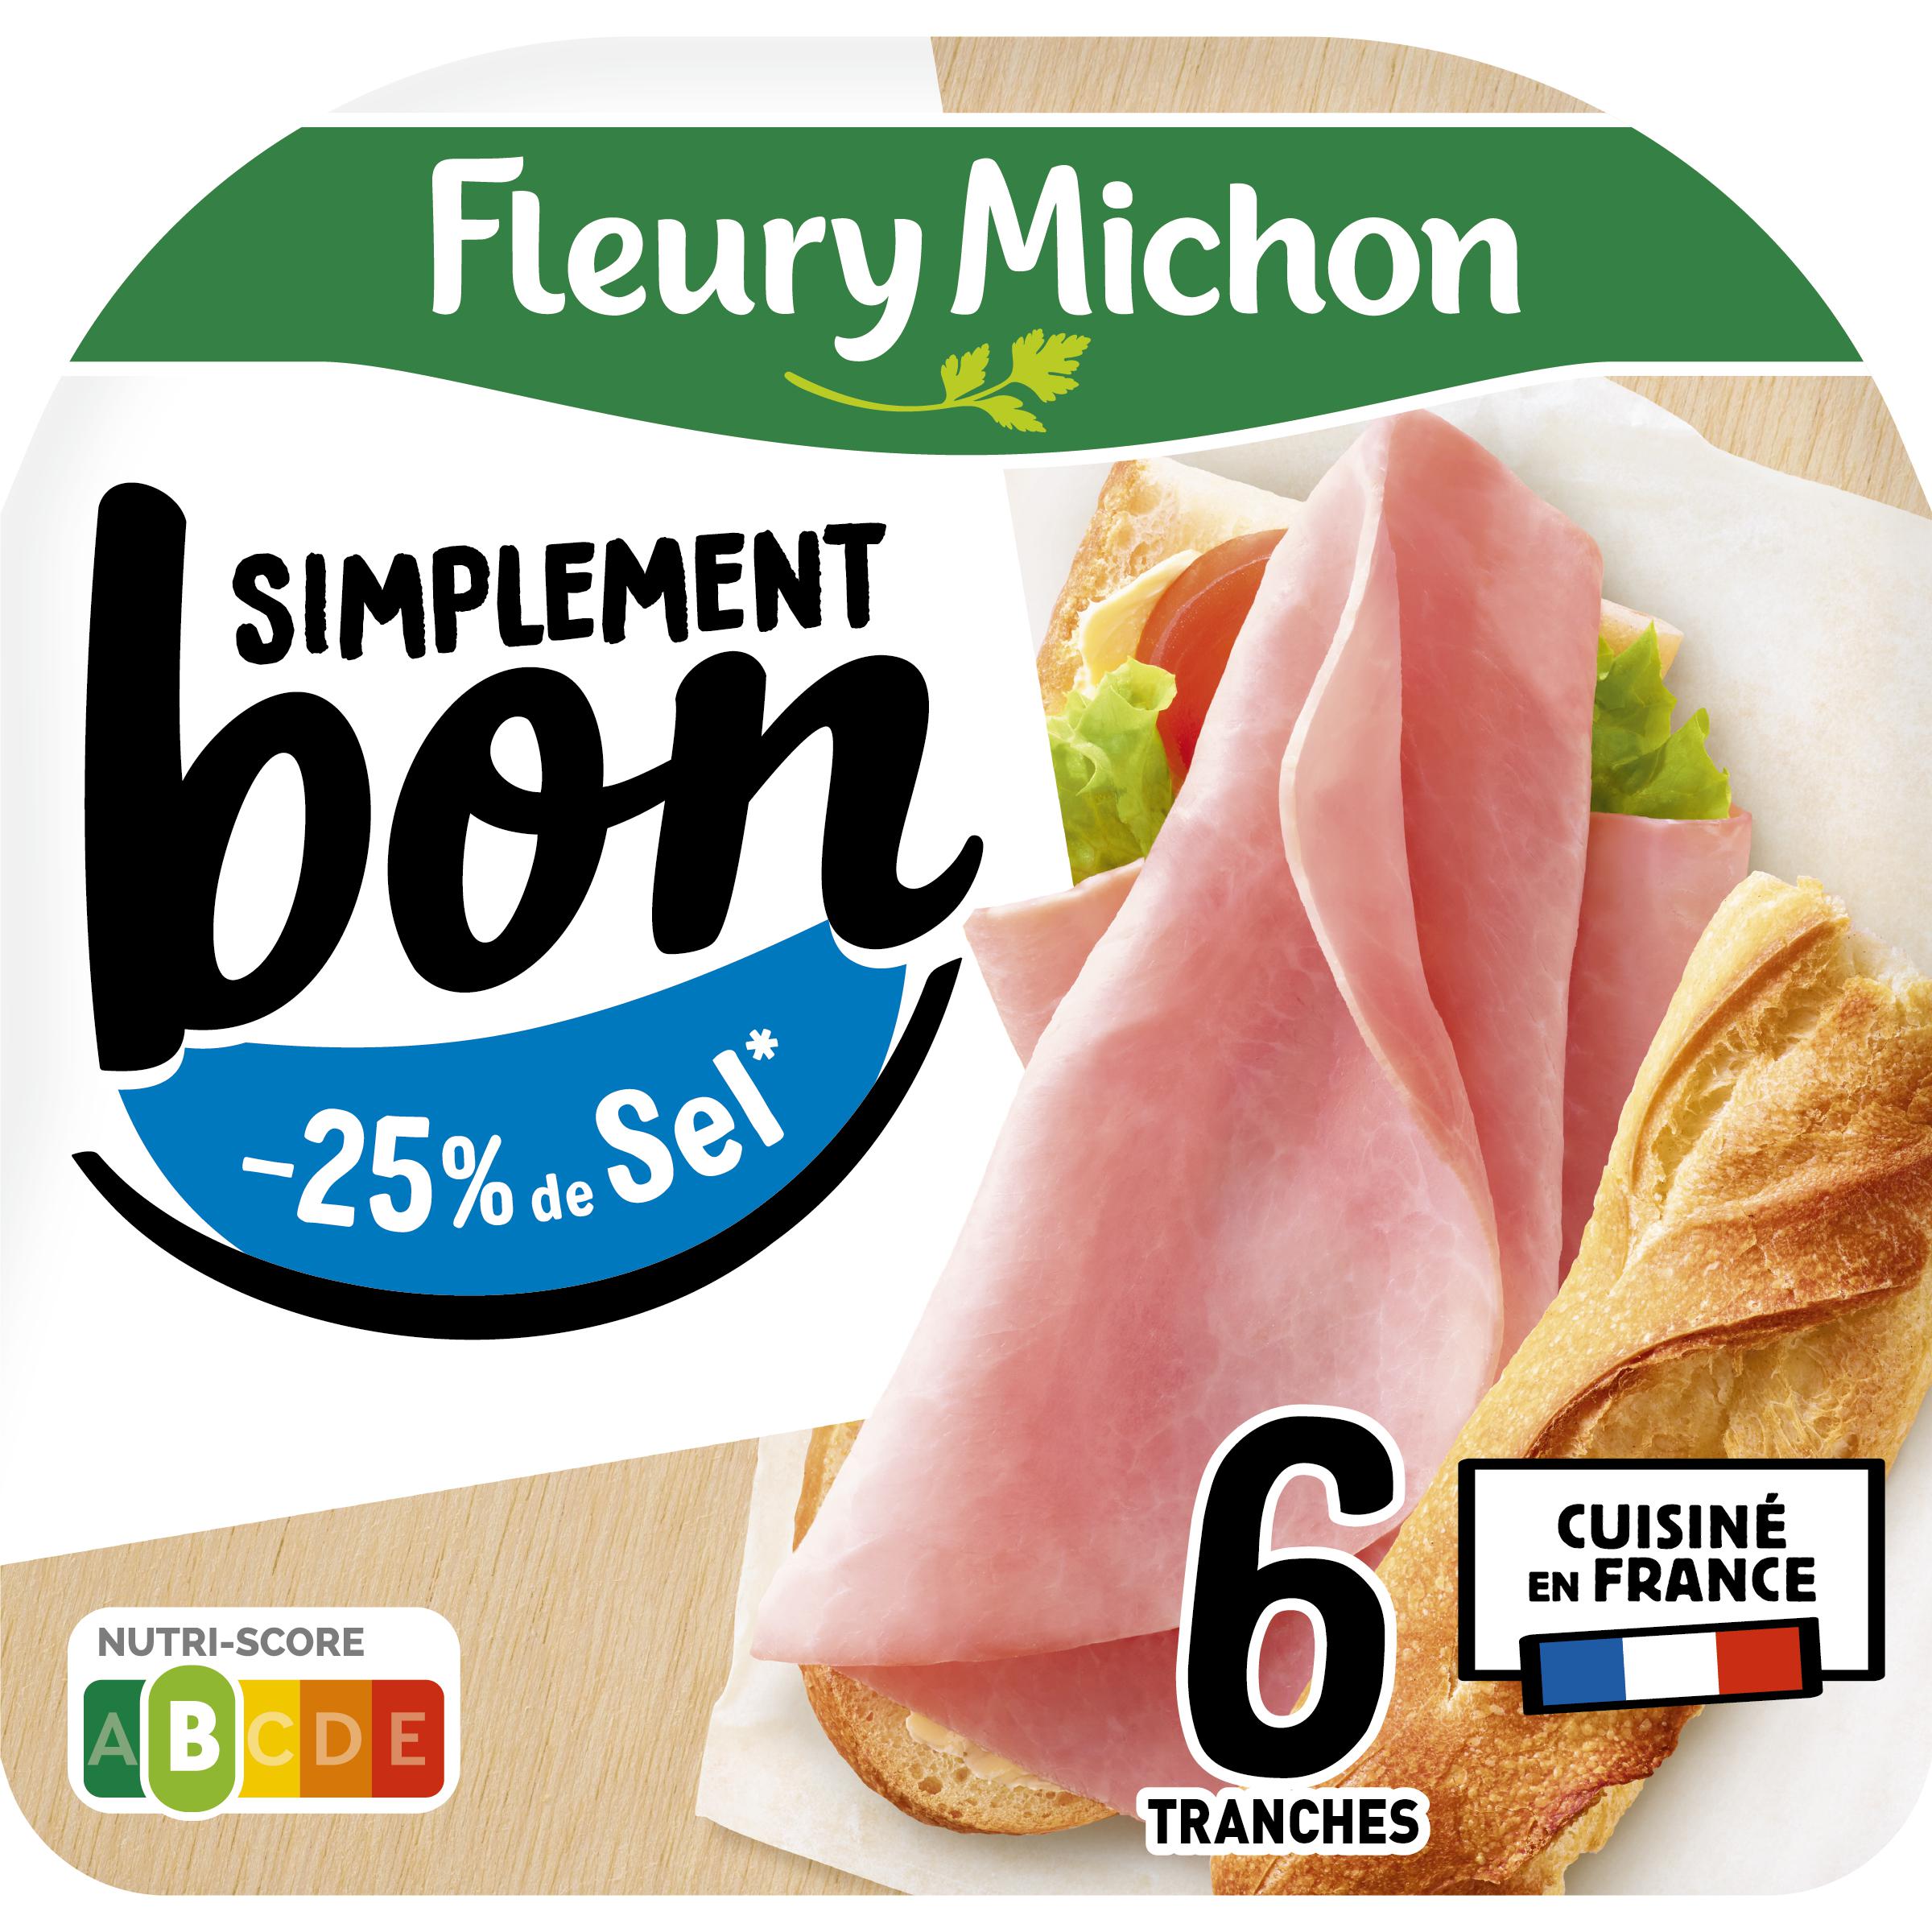 Fleury Michon
SIMPLEMENT
bon
-25% de Sel*
6
TRANCHES
CUISINÉ
EN FRANCE
NUTRI-SCORE
A B C D E